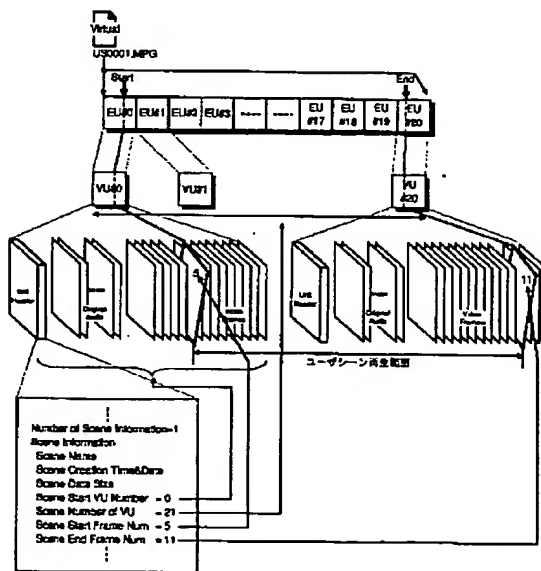 Virtual
US0001.MPG
Start
End
EU#0
EU#1
EU#2
EU#3
EU
#17
EU
#18
EU
#19
EU
#20
VU#0
VU#1
VU
#20
Unit
Header
Original
Audio
Video
Frames
Unit
Header
Original
Audio
Video
Frames
11
ユーザシーン再生範囲
Number of Scene Information=1
Scene Information
Scene Name
Scene Creation Time&Date
Scene Data Size
Scene Start VU Number = 0
Scene Number of VU = 21
Scene Start Frame Num = 5
Scene End Frame Num = 11